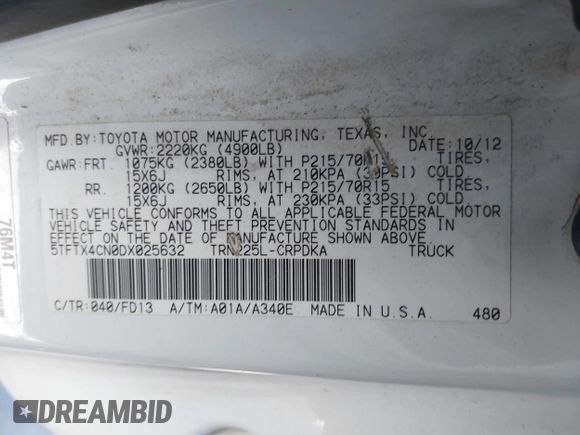 MFD.BY:TOYOTA MOTOR MANUFACTURING, TEXAS, INC.
GVWR:2220KG (4900LB) DATE:10/12
GAWR:FRT. 1075KG (2380LB) WITH P215/70R15 TIRES,
15X6J RIMS, AT 210KPA (30PSI) COLD
RR. 1200KG (2650LB) WITH P215/70R15 TIRES,
15X6J RIMS, AT 230KPA (33PSI) COLD
THIS VEHICLE CONFORMS TO ALL APPLICABLE FEDERAL MOTOR
VEHICLE SAFETY AND THEFT PREVENTION STANDARDS IN
EFFECT ON THE DATE OF MANUFACTURE SHOWN ABOVE.
5TFTX4CN0DX025632 TRN225L-CRPDKA TRUCK
C/TR:040/FD13 A/TM:A01A/A340E MADE IN U.S.A. 480
76M4T
DREAMBID